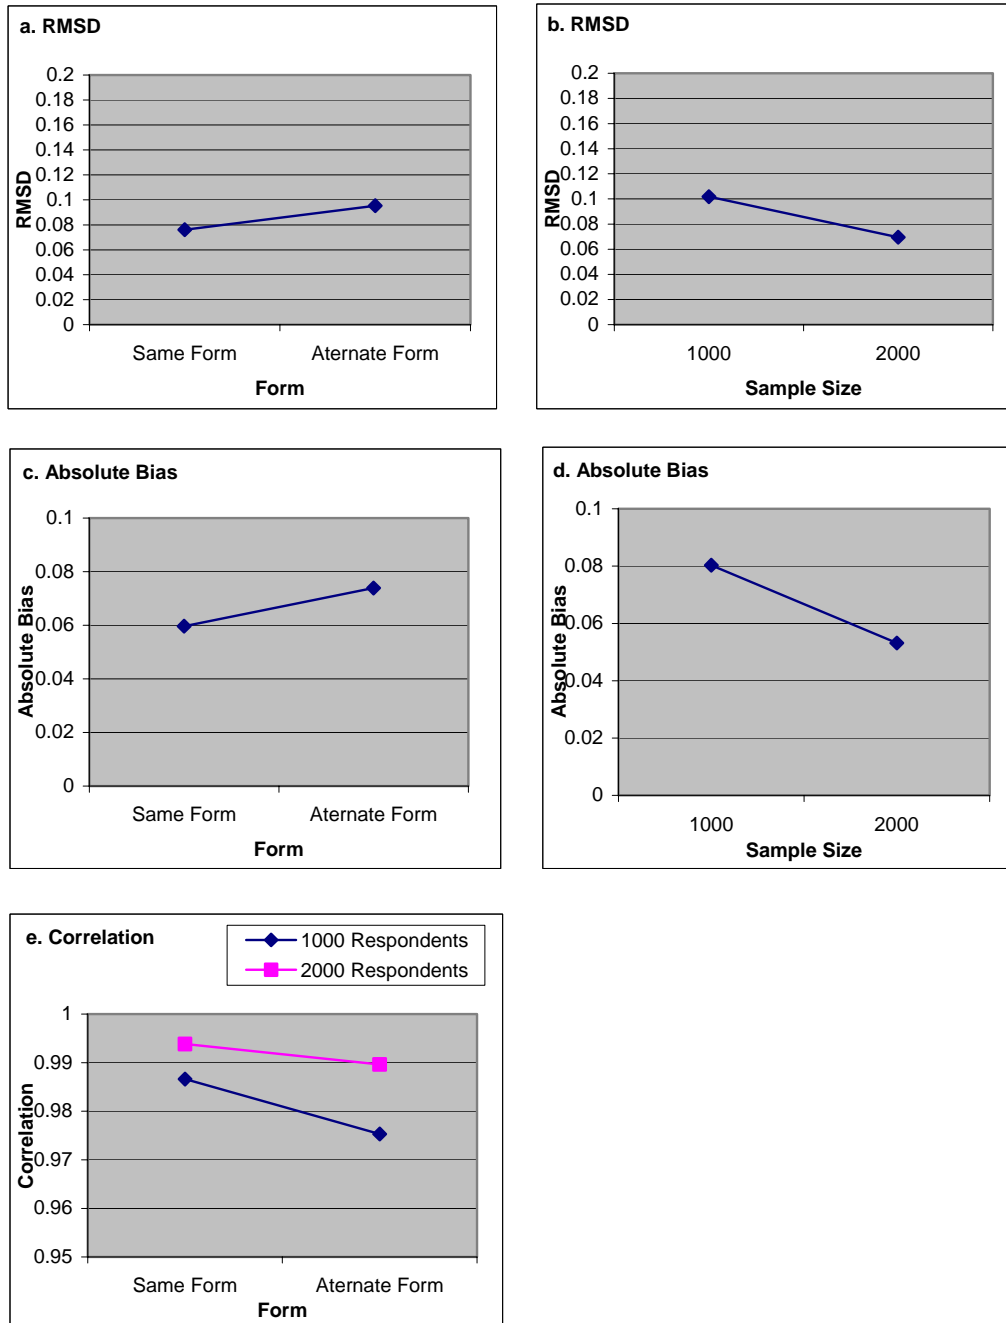 a. RMSD
0.2
0.18
0.16
0.14
0.12
0.1
0.08
0.06
0.04
0.02
0
RMSD
Same Form
Aternate Form
Form
b. RMSD
0.2
0.18
0.16
0.14
0.12
0.1
0.08
0.06
0.04
0.02
0
RMSD
1000
2000
Sample Size
c. Absolute Bias
0.1
0.08
0.06
0.04
0.02
0
Absolute Bias
Same Form
Aternate Form
Form
d. Absolute Bias
0.1
0.08
0.06
0.04
0.02
0
Absolute Bias
1000
2000
Sample Size
e. Correlation
1000 Respondents
2000 Respondents
1
0.99
0.98
0.97
0.96
0.95
Correlation
Same Form
Aternate Form
Form